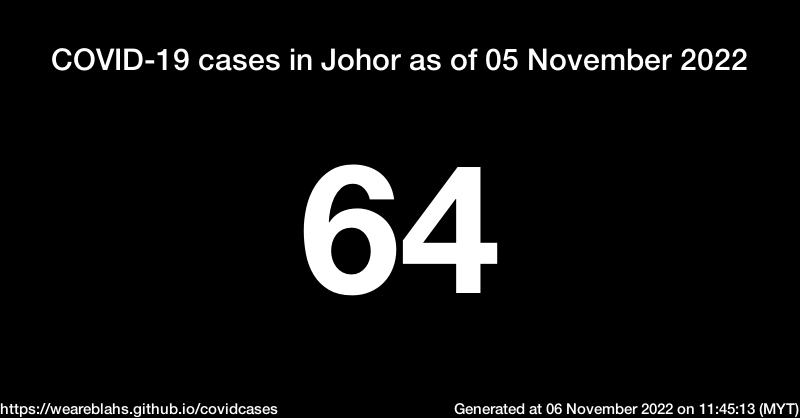 COVID-19 cases in Johor as of 05 November 2022
64
https://weareblahs.github.io/covidcases
Generated at 06 November 2022 on 11:45:13 (MYT)